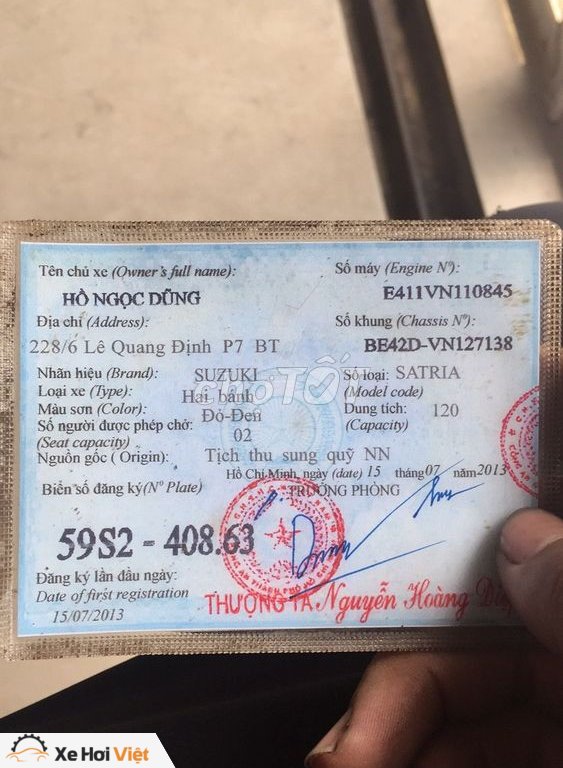 Tên chủ xe (Owner's full name): Số máy (Engine Nº):
HỒ NGỌC DŨNG E411VN110845
Địa chỉ (Address): Số khung (Chassis Nº):
228/6 Lê Quang Định P7 BT BE42D-VN127138
Nhãn hiệu (Brand): SUZUKI Số loại: SATRIA
Loại xe (Type): Hai bánh (Model code)
Màu sơn (Color): Đỏ-Đen Dung tích: 120
Số người được phép chở: 02 (Capacity)
(Seat capacity)
Nguồn gốc ( Origin): Tịch thu sung quỹ NN
Hồ Chí Minh, ngày (date) 15 tháng 07 năm 2013
Biển số đăng ký(Nº Plate) TRƯỞNG PHÒNG
59S2 - 408.63
Đăng ký lần đầu ngày:
Date of first registration
15/07/2013
THƯỢNG TÁ Nguyễn Hoàng
chợTỐT
Xe Hơi Việt